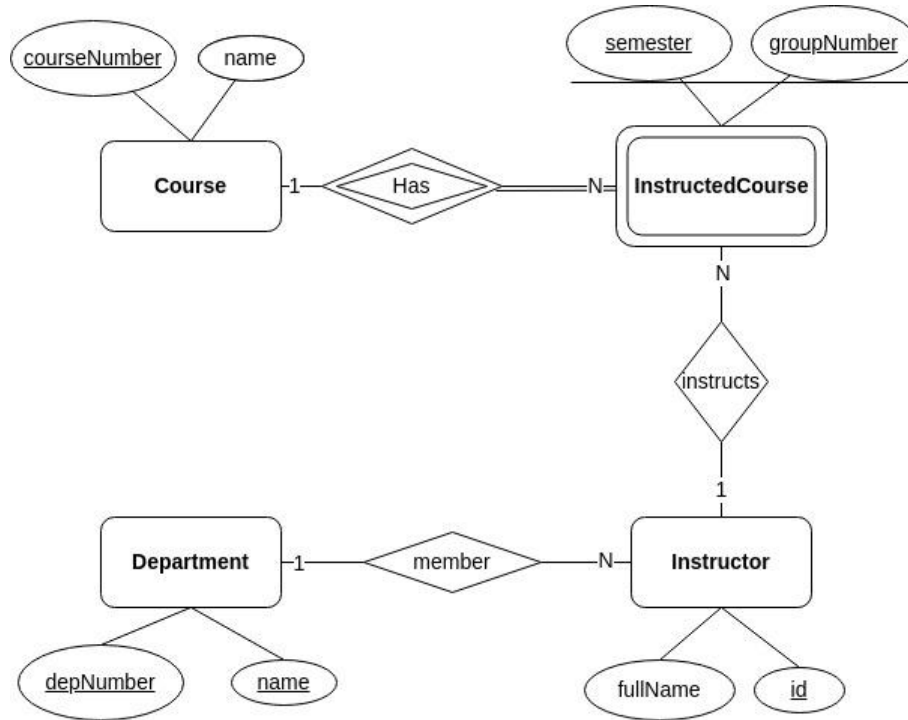 courseNumber
name
semester
groupNumber
Course
1
Has
N
InstructedCourse
N
instructs
1
Department
1
member
N
Instructor
depNumber
name
fullName
id